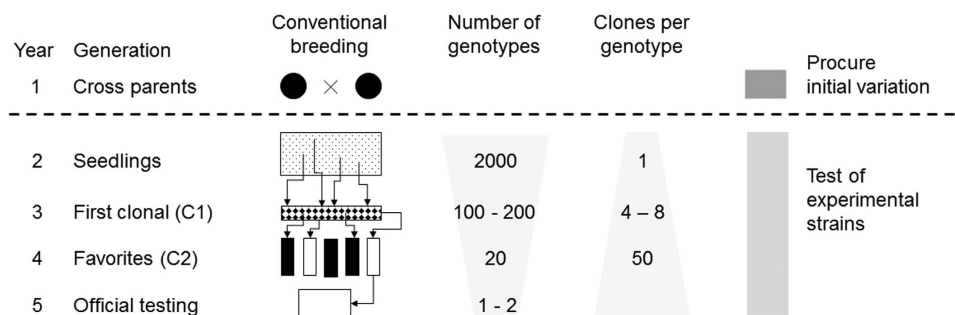 Year Generation Conventional breeding Number of genotypes Clones per genotype
1 Cross parents × Procure initial variation
2 Seedlings 2000 1
3 First clonal (C1) 100 - 200 4 – 8
Test of experimental strains
4 Favorites (C2) 20 50
5 Official testing 1 - 2